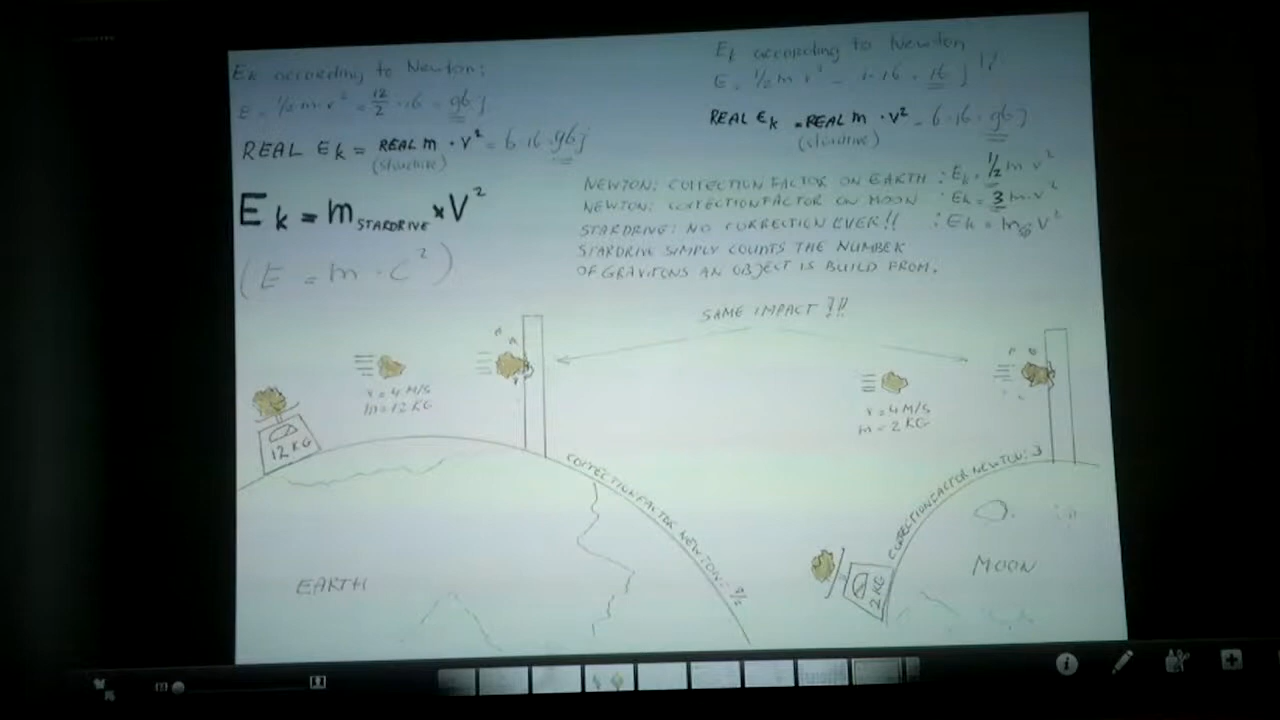 Ek according to Newton:
E = ½ m · v² = 12/2 · 16 = 96 j
REAL Ek = REAL m · v² = 6 · 16 = 96 j
(structure)
Ek = m STARDRIVE × V²
(E = m · c²)
Ek according to Newton
E = ½ m v² = 1 · 16 = 16 j !?
REAL Ek = REAL m · v² = 6 · 16 = 96 j
(structure)
NEWTON: CORRECTION FACTOR ON EARTH : Ek = ½ m v²
NEWTON: CORRECTIONFACTOR ON MOON : Ek = 3 m · v²
STARDRIVE: NO CORRECTION EVER!! : Ek = m V²
STARDRIVE SIMPLY COUNTS THE NUMBER
OF GRAVITONS AN OBJECT IS BUILD FROM.
SAME IMPACT ?!!
v = 4 M/S
m = 12 KG
12 KG
v = 4 M/S
m = 2 KG
CORRECTIONFACTOR NEWTON: ½
CORRECTIONFACTOR NEWTON: 3
EARTH
MOON
2 KG